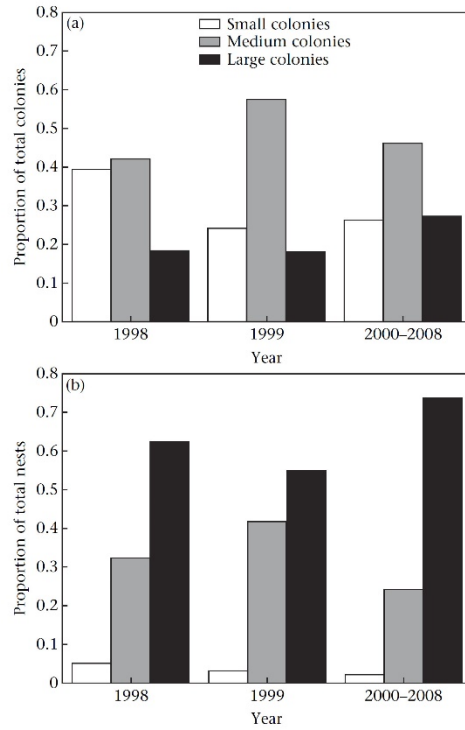 (a)
Small colonies
Medium colonies
Large colonies
Proportion of total colonies
0.8
0.7
0.6
0.5
0.4
0.3
0.2
0.1
0
1998 1999 2000–2008
Year
(b)
Proportion of total nests
0.8
0.7
0.6
0.5
0.4
0.3
0.2
0.1
0
1998 1999 2000–2008
Year